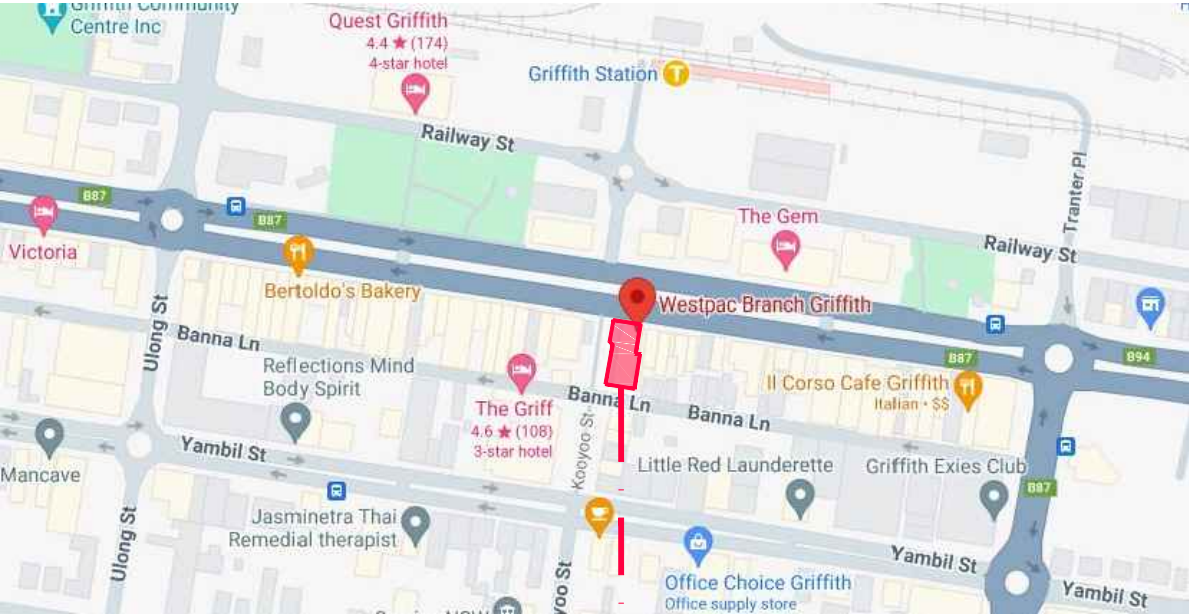 Griffith Community
Centre Inc
Quest Griffith
4.4 ★ (174)
4-star hotel
Griffith Station
T
Railway St
Tranter Pl
B87
B87
The Gem
Railway St
Victoria
Bertoldo's Bakery
Westpac Branch Griffith
Ulong St
Banna Ln
Reflections Mind
Body Spirit
B87
B94
Il Corso Cafe Griffith
Italian • $$
The Griff
4.6 ★ (108)
3-star hotel
Banna Ln
Banna Ln
Kooyoo St
Yambil St
Mancave
Little Red Launderette
Griffith Exies Club
B87
Jasminetra Thai
Remedial therapist
Ulong St
Yambil St
Office Choice Griffith
Office supply store
Yambil St
yoo St